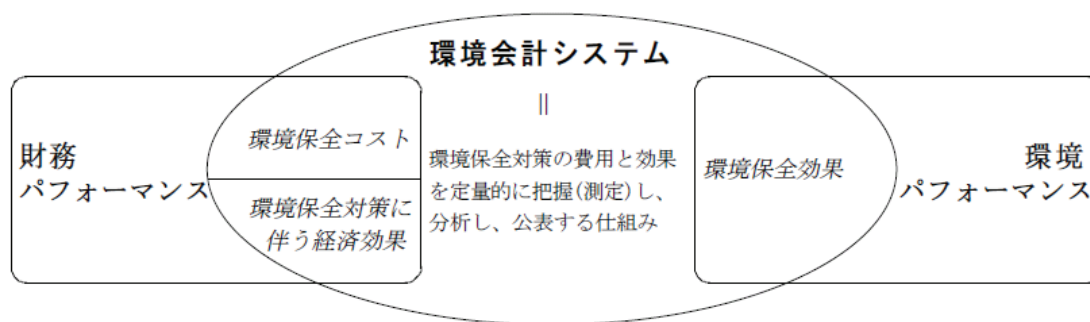 環境会計システム
||
財務
パフォーマンス
環境保全コスト
環境保全対策に
伴う経済効果
環境保全対策の費用と効果
を定量的に把握(測定)し、
分析し、公表する仕組み
環境保全効果
環境
パフォーマンス